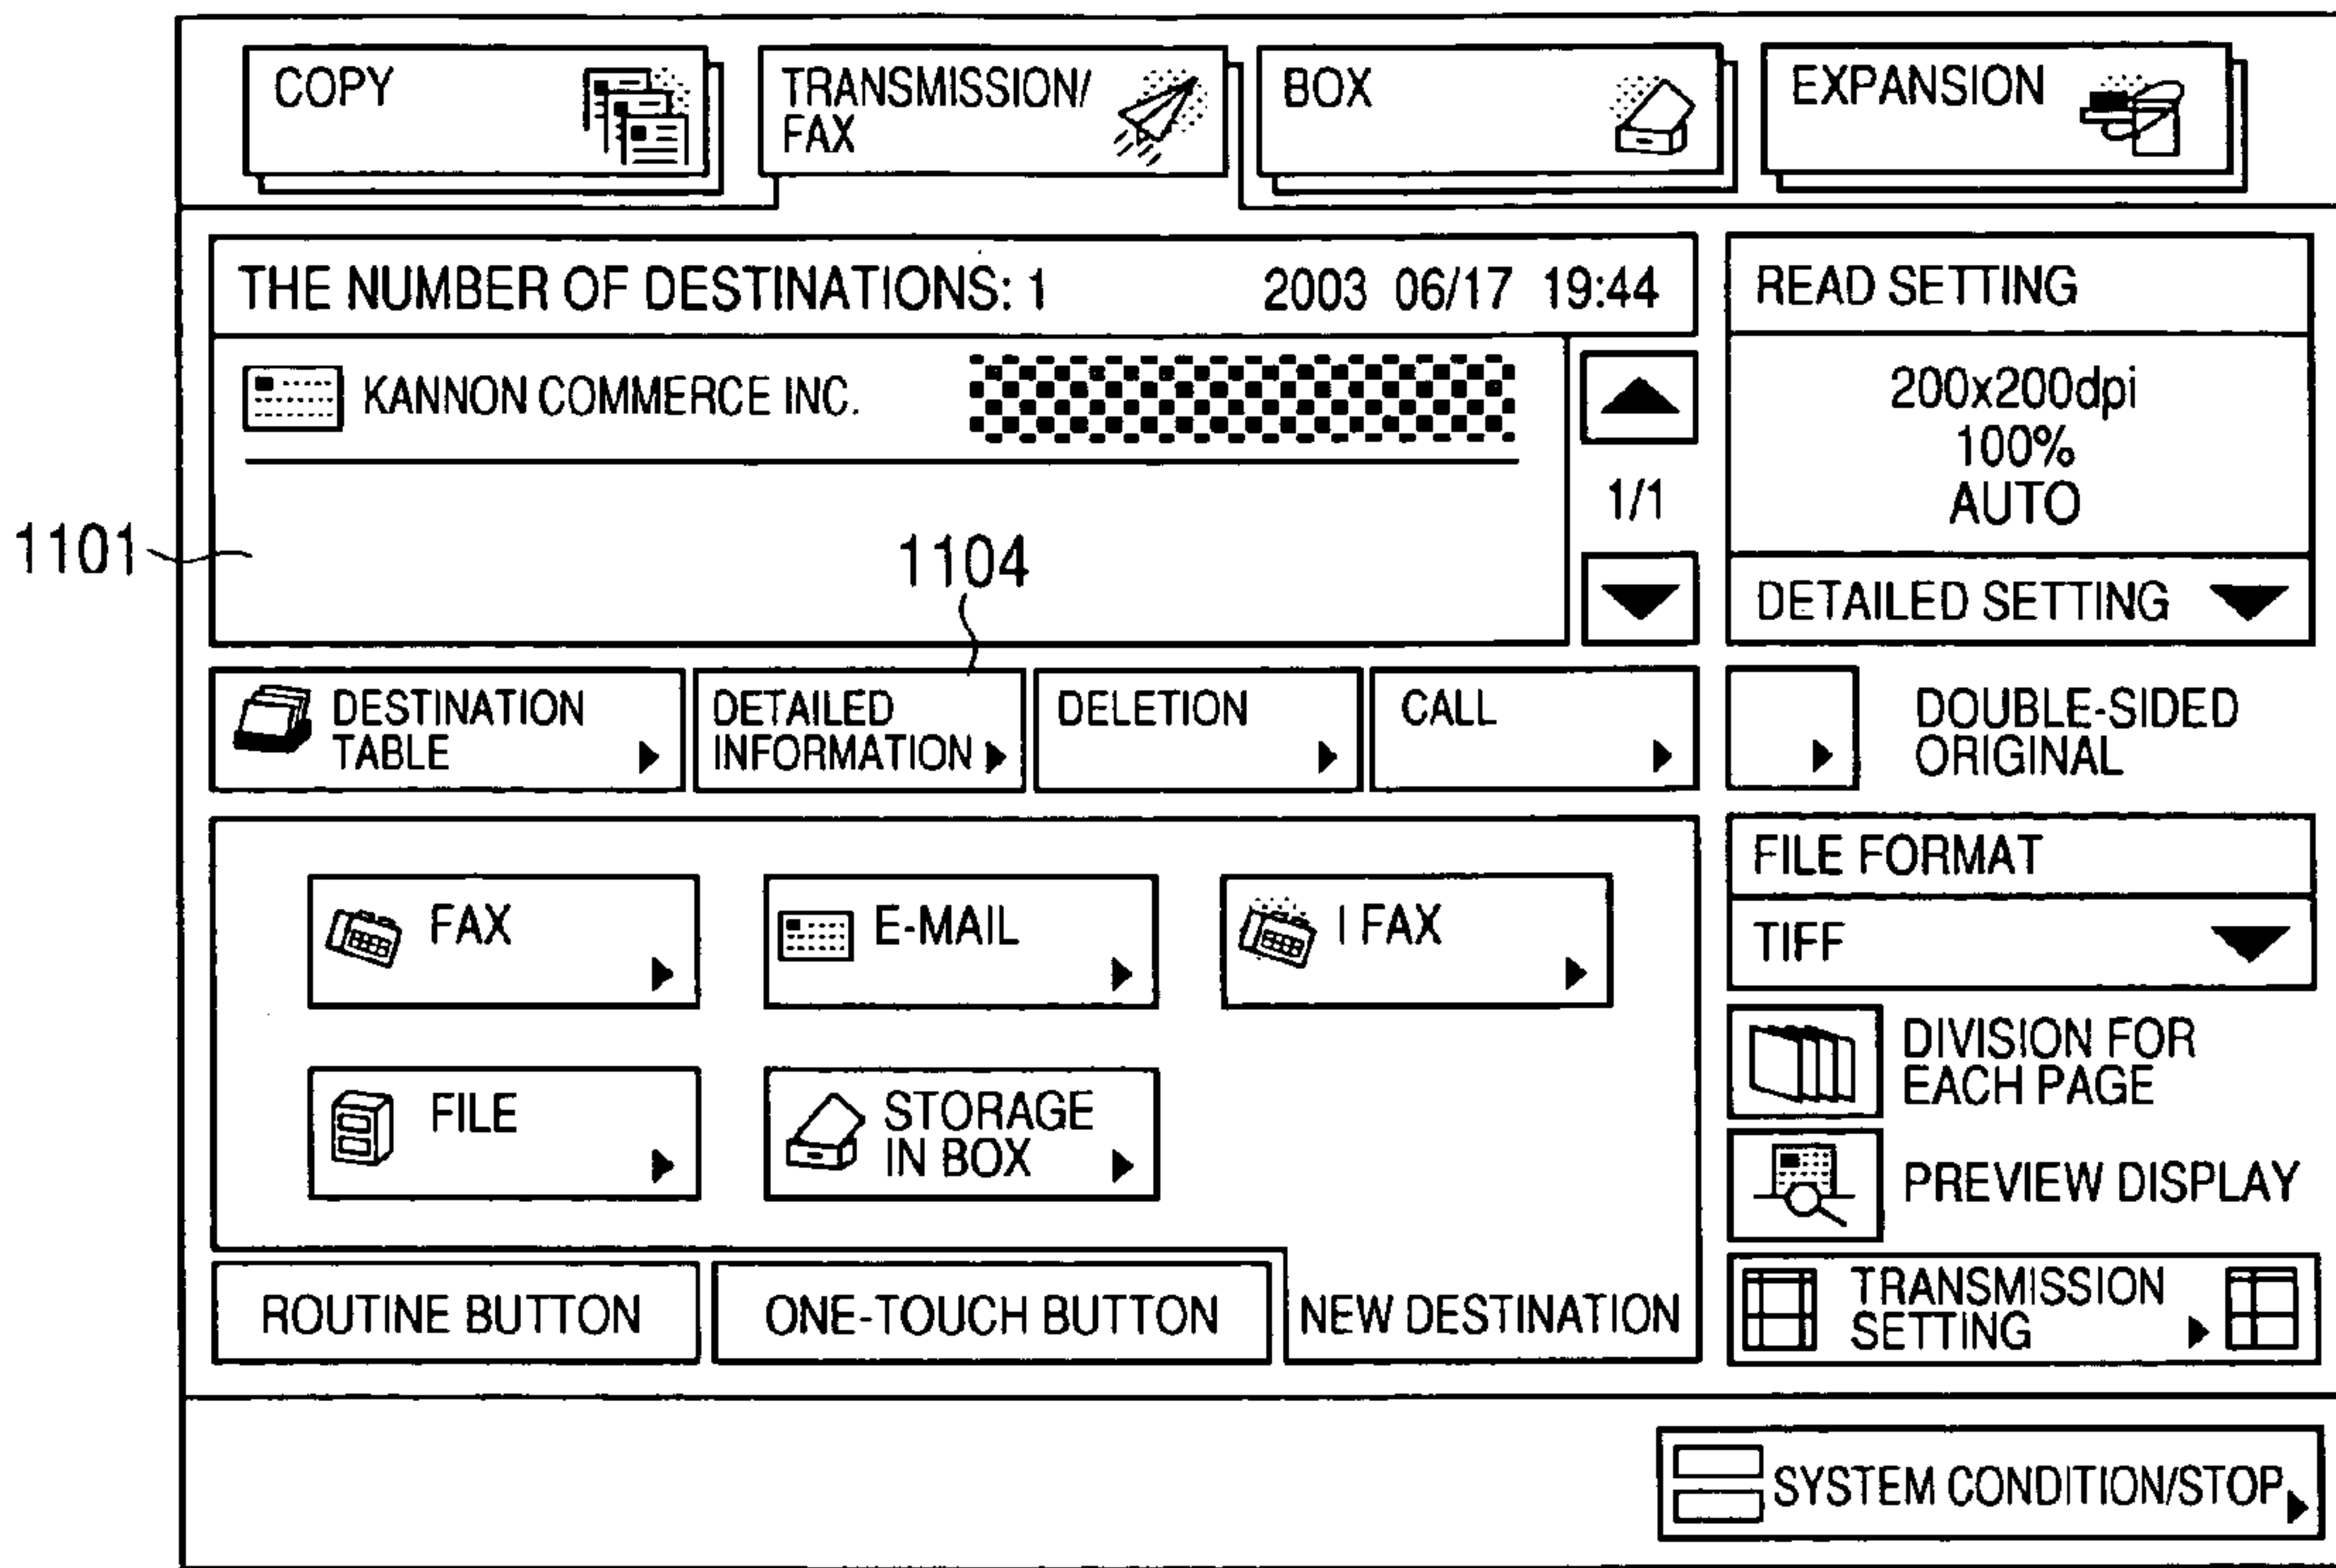 COPY
TRANSMISSION/
FAX
BOX
EXPANSION
THE NUMBER OF DESTINATIONS: 1 2003 06/17 19:44
KANNON COMMERCE INC.
1/1
READ SETTING
200x200dpi
100%
AUTO
DETAILED SETTING
1101
1104
DESTINATION
TABLE
DETAILED
INFORMATION
DELETION
CALL
DOUBLE-SIDED
ORIGINAL
FAX
E-MAIL
I FAX
FILE
STORAGE
IN BOX
FILE FORMAT
TIFF
DIVISION FOR
EACH PAGE
PREVIEW DISPLAY
ROUTINE BUTTON
ONE-TOUCH BUTTON
NEW DESTINATION
TRANSMISSION
SETTING
SYSTEM CONDITION/STOP